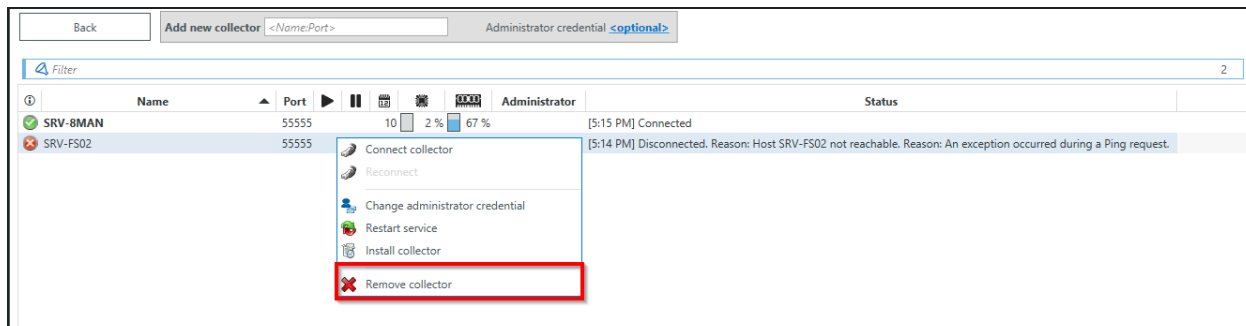 Back Add new collector <Name:Port> Administrator credential <optional>
Filter 2
Name Port 12 Administrator Status
SRV-8MAN 55555 10 2 % 67 % [5:15 PM] Connected
SRV-FS02 55555 [5:14 PM] Disconnected. Reason: Host SRV-FS02 not reachable. Reason: An exception occurred during a Ping request.
Connect collector
Reconnect
Change administrator credential
Restart service
Install collector
Remove collector